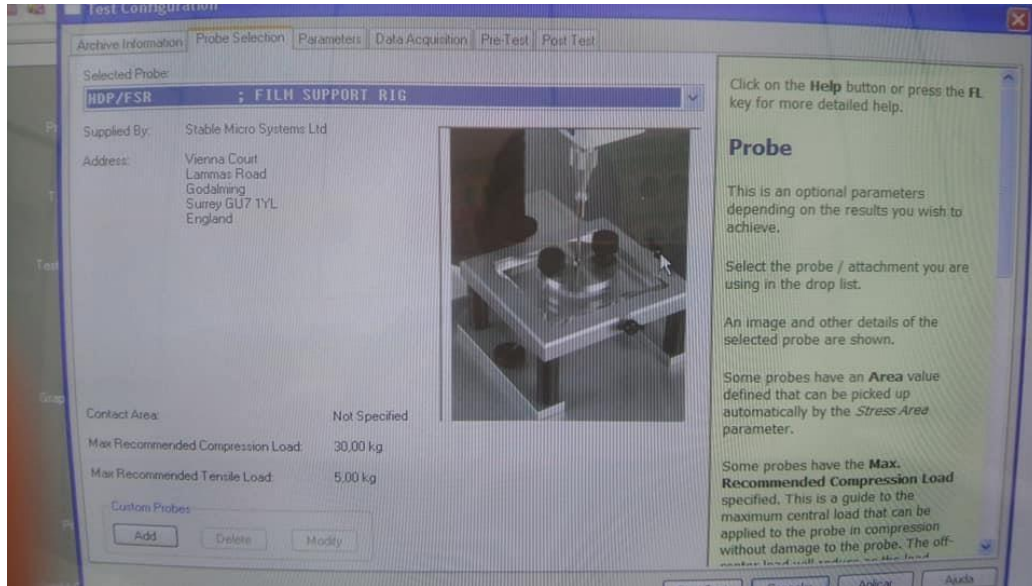 Test Configuration
Archive Information
Probe Selection
Parameters
Data Acquisition
Pre-Test
Post Test
Selected Probe:
HDP/FSR ; FILM SUPPORT RIG
Supplied By: Stable Micro Systems Ltd
Address: Vienna Court
Lammas Road
Godalming
Surrey GU7 1YL
England
Contact Area: Not Specified
Max Recommended Compression Load: 30,00 kg
Max Recommended Tensile Load: 5,00 kg
Custom Probes
Add
Delete
Modify
Click on the Help button or press the F1
key for more detailed help.
Probe
This is an optional parameters
depending on the results you wish to
achieve.
Select the probe / attachment you are
using in the drop list.
An image and other details of the
selected probe are shown.
Some probes have an Area value
defined that can be picked up
automatically by the Stress Area
parameter.
Some probes have the Max.
Recommended Compression Load
specified. This is a guide to the
maximum central load that can be
applied to the probe in compression
without damage to the probe. The off-
center load will reduce as the load
Aplicar
Ajuda